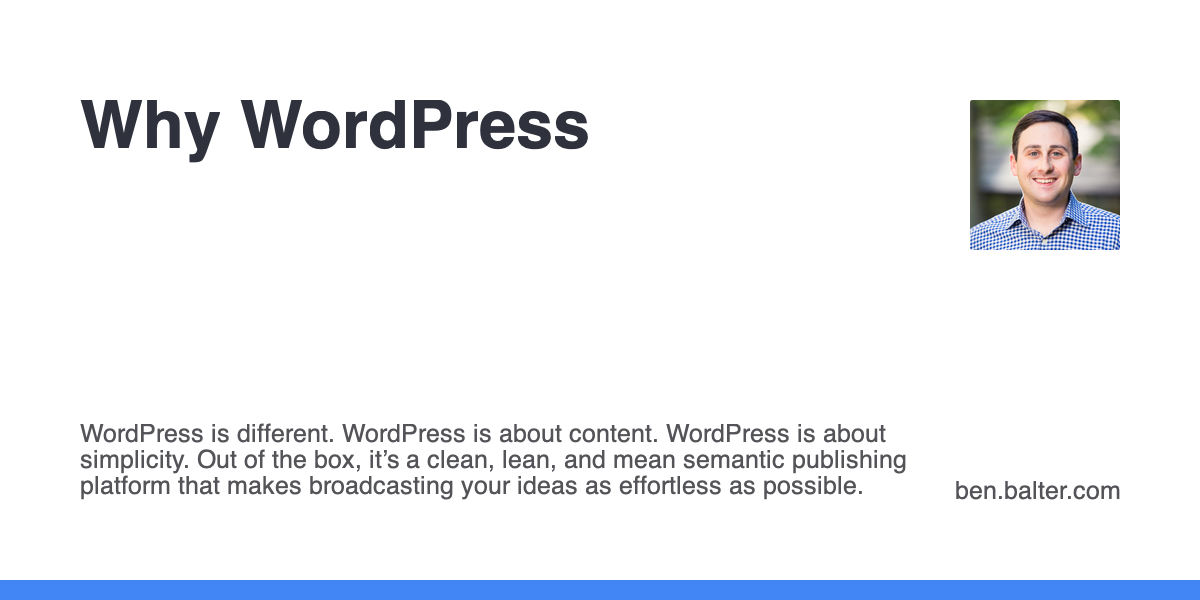 Why WordPress
WordPress is different. WordPress is about content. WordPress is about
simplicity. Out of the box, it’s a clean, lean, and mean semantic publishing
platform that makes broadcasting your ideas as effortless as possible.
ben.balter.com